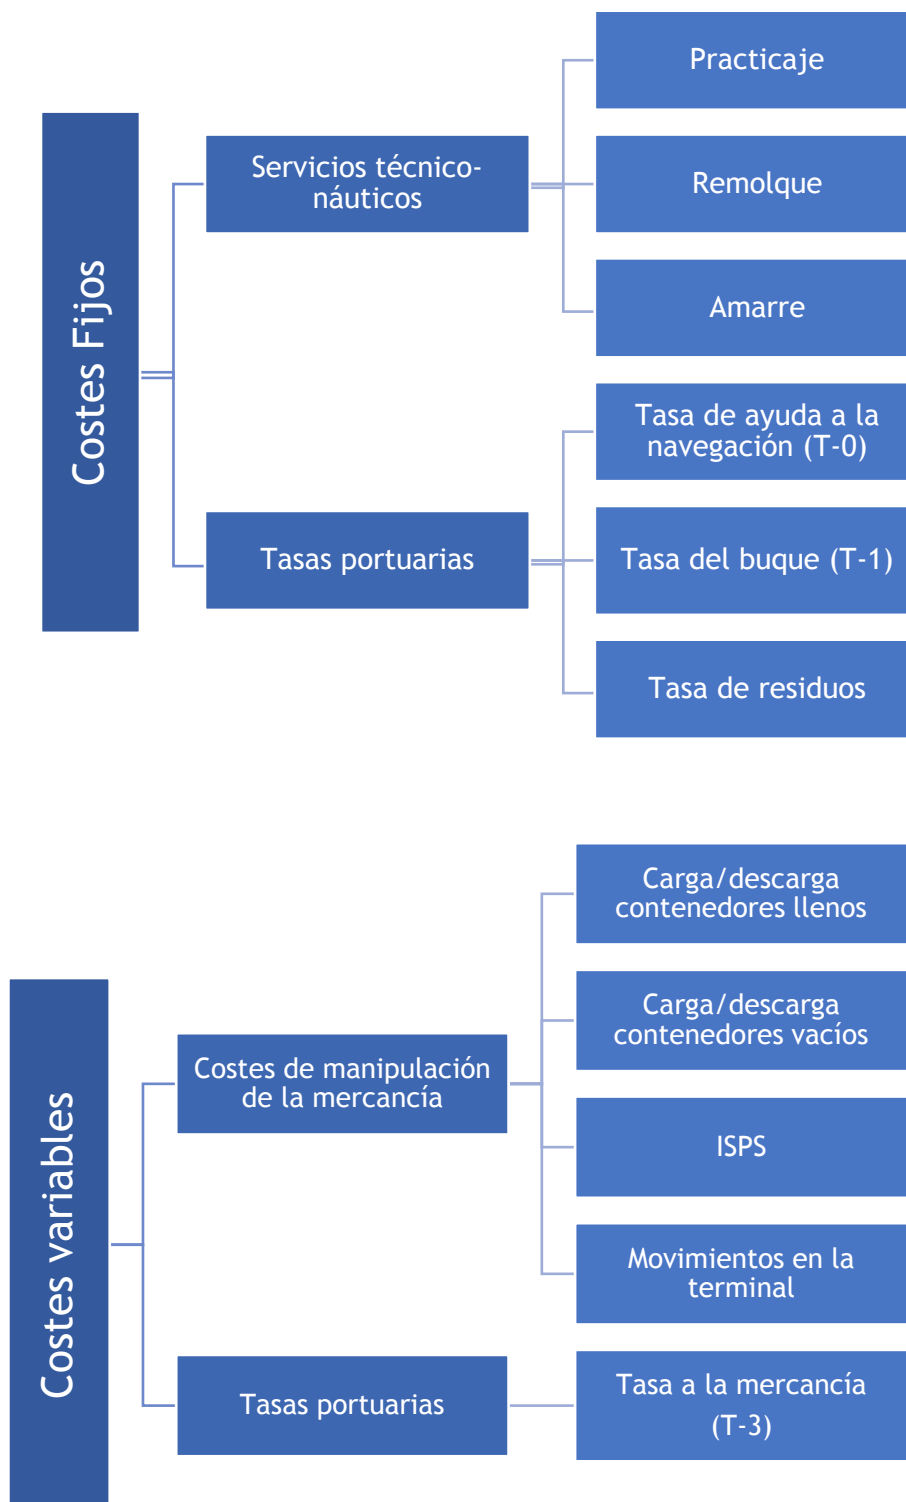 Costes Fijos
Servicios técnico-
náuticos
Practicaje
Remolque
Amarre
Tasas portuarias
Tasa de ayuda a la
navegación (T-0)
Tasa del buque (T-1)
Tasa de residuos
Costes variables
Costes de manipulación
de la mercancía
Carga/descarga
contenedores llenos
Carga/descarga
contenedores vacíos
ISPS
Movimientos en la
terminal
Tasas portuarias
Tasa a la mercancía
(T-3)